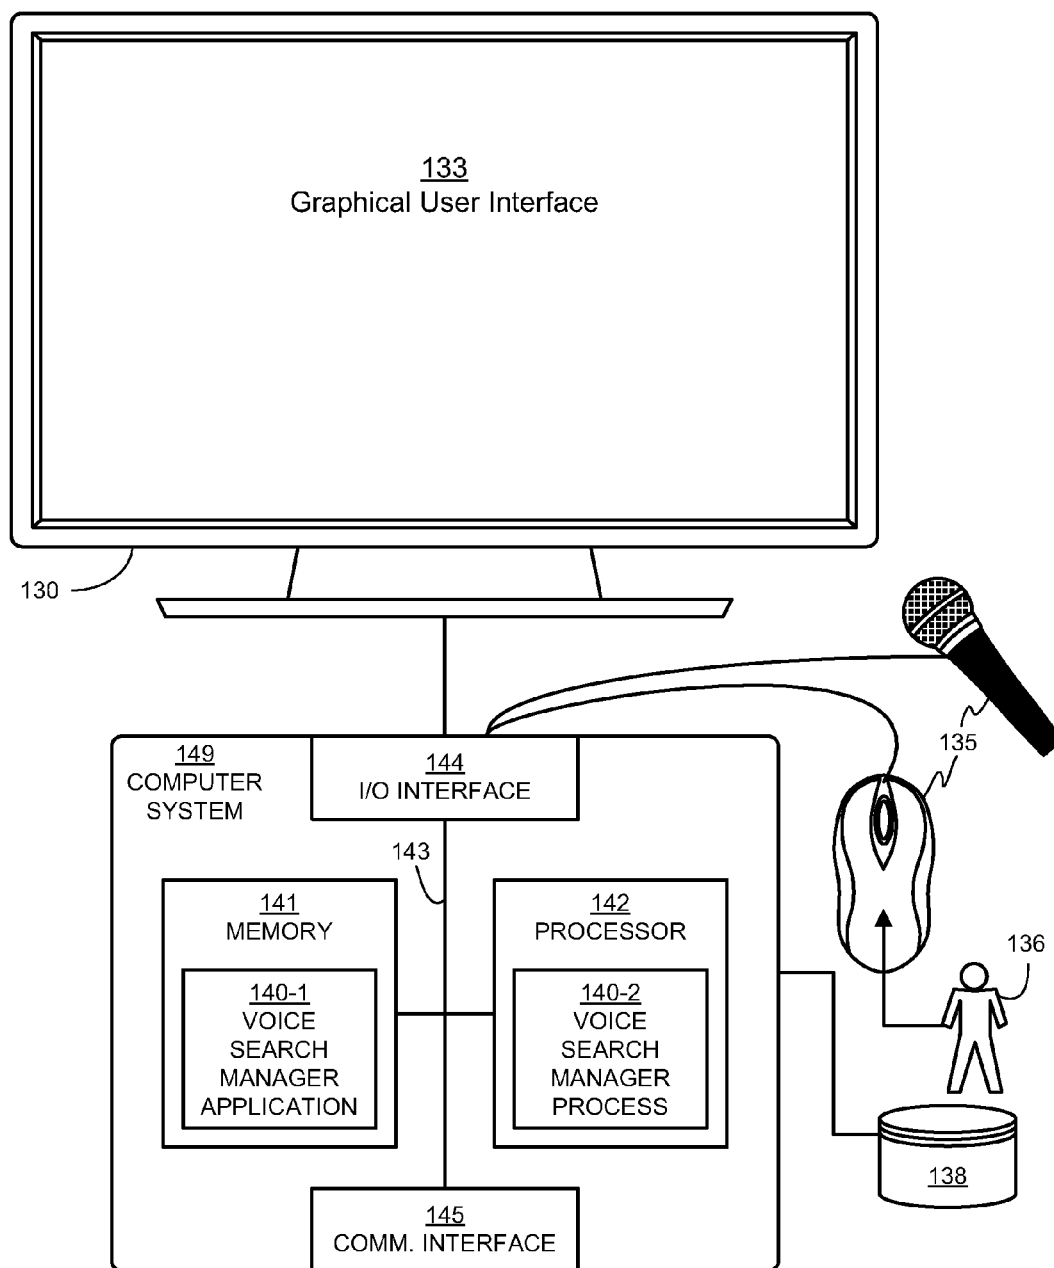 133
Graphical User Interface
130
135
149
COMPUTER
SYSTEM
144
I/O INTERFACE
143
141
MEMORY
142
PROCESSOR
136
140-1
VOICE
SEARCH
MANAGER
APPLICATION
140-2
VOICE
SEARCH
MANAGER
PROCESS
138
145
COMM. INTERFACE